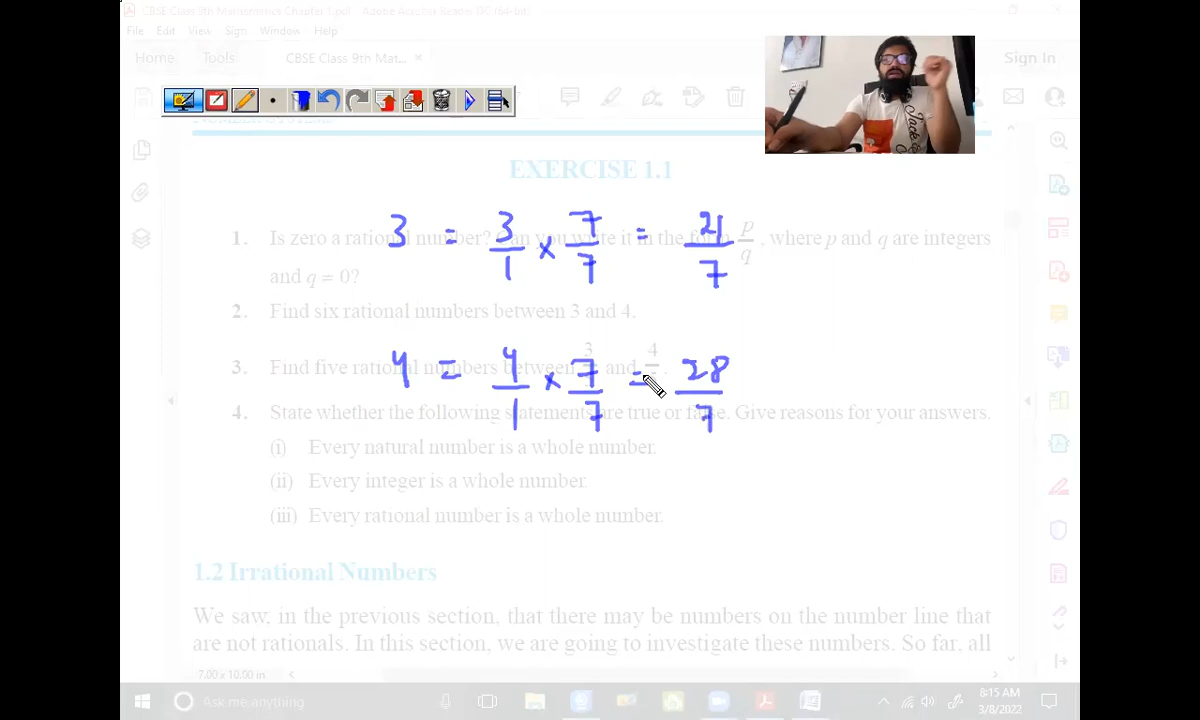 CBSE Class 9th Mathematics Chapter 1.pdf - Adobe Acrobat Reader DC (64-bit)
File Edit View Sign Window Help
Home Tools CBSE Class 9th Mat... × Sign In
NUMBER SYSTEMS
EXERCISE 1.1
3 = 3/1 × 7/7 = 21/7
1. Is zero a rational number? Can you write it in the form p/q, where p and q are integers
and q ≠ 0?
2. Find six rational numbers between 3 and 4.
4 = 4/1 × 7/7 = 28/7
3. Find five rational numbers between 3 and 4.
4. State whether the following statements are true or false. Give reasons for your answers.
(i) Every natural number is a whole number.
(ii) Every integer is a whole number.
(iii) Every rational number is a whole number.
1.2 Irrational Numbers
We saw, in the previous section, that there may be numbers on the number line that
are not rationals. In this section, we are going to investigate these numbers. So far, all
7.00 x 10.00 in
Ask me anything
8:15 AM
3/8/2022